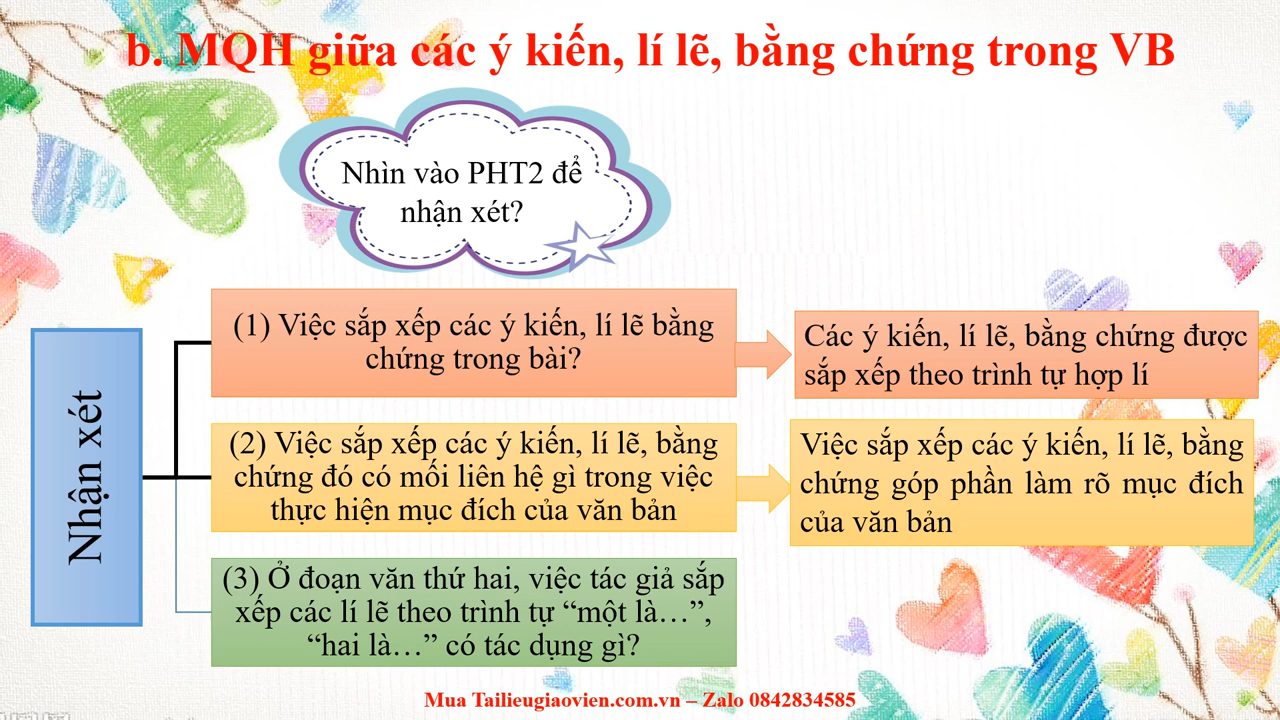 b. MQH giữa các ý kiến, lí lẽ, bằng chứng trong VB
Nhìn vào PHT2 để
nhận xét?
Nhận xét
(1) Việc sắp xếp các ý kiến, lí lẽ bằng
chứng trong bài?
Các ý kiến, lí lẽ, bằng chứng được
sắp xếp theo trình tự hợp lí
(2) Việc sắp xếp các ý kiến, lí lẽ, bằng
chứng đó có mối liên hệ gì trong việc
thực hiện mục đích của văn bản
Việc sắp xếp các ý kiến, lí lẽ, bằng
chứng góp phần làm rõ mục đích
của văn bản
(3) Ở đoạn văn thứ hai, việc tác giả sắp
xếp các lí lẽ theo trình tự “một là…”,
“hai là…” có tác dụng gì?
Mua Tailieugiaovien.com.vn – Zalo 0842834585